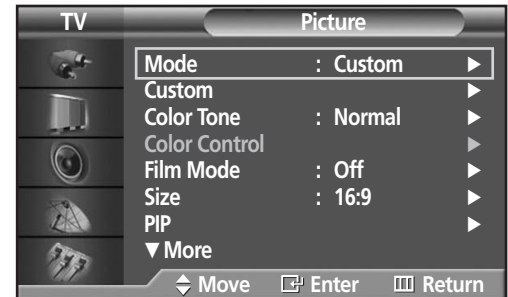 TV Picture
Mode : Custom ►
Custom ►
Color Tone : Normal ►
Color Control ►
Film Mode : Off ►
Size : 16:9 ►
PIP ►
▼More
Move Enter Return